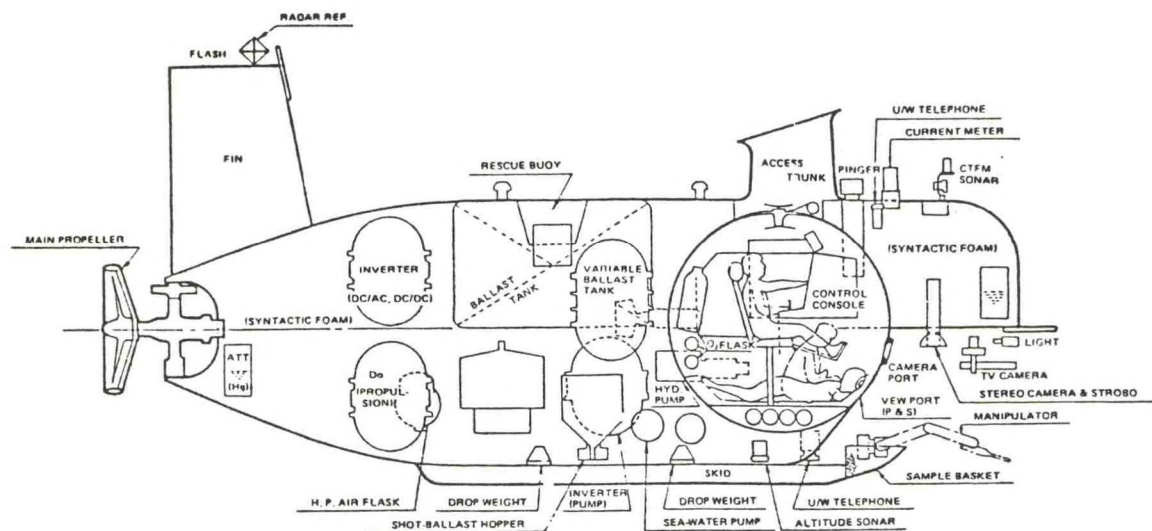 RADAR REF
FLASH
FIN
RESCUE BUOY
ACCESS
TRUNK
PINGER
U/W TELEPHONE
CURRENT METER
CTFM
SONAR
MAIN PROPELLER
INVERTER
(DC/AC, DC/DC)
BALLAST
TANK
VARIABLE
BALLAST
TANK
(SYNTACTIC FOAM)
CONTROL
CONSOLE
(SYNTACTIC FOAM)
ATT
(Hg)
Do
(PROPUL-
SION)
HYD
PUMP
FLASK
CAMERA
PORT
LIGHT
TV CAMERA
STEREO CAMERA & STROBO
VEW PORT
(P & S)
MANIPULATOR
SKID
SAMPLE BASKET
H.P. AIR FLASK
DROP WEIGHT
INVERTER
(PUMP)
DROP WEIGHT
U/W TELEPHONE
SHOT-BALLAST HOPPER
SEA-WATER PUMP
ALTITUDE SONAR